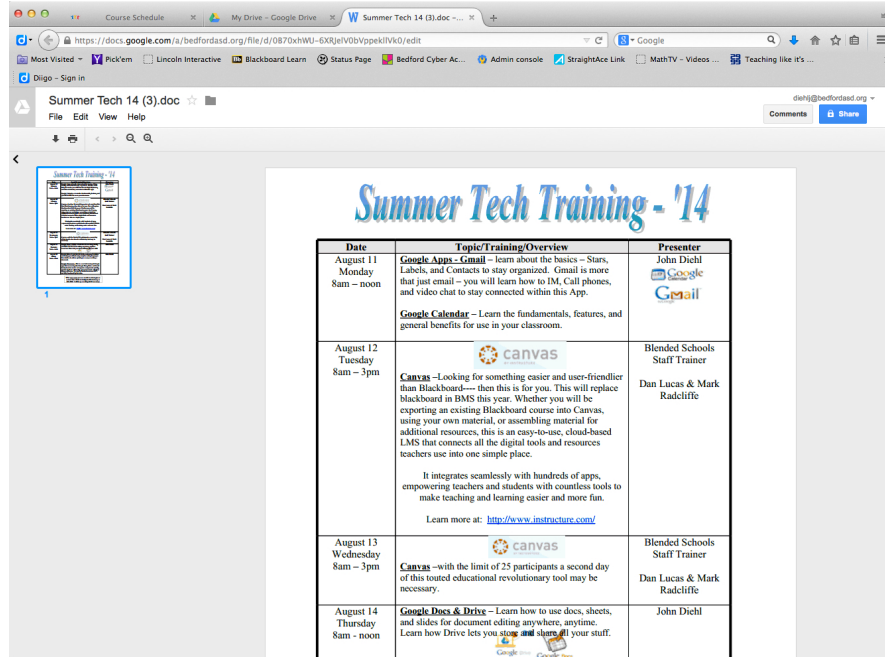 Course Schedule
My Drive – Google Drive
Summer Tech 14 (3).doc –...
https://docs.google.com/a/bedfordasd.org/file/d/0B70xhWU-6XRJelV0bVppekllVk0/edit
Google
Most Visited
Pick'em
Lincoln Interactive
Blackboard Learn
Status Page
Bedford Cyber Ac...
Admin console
StraightAce Link
MathTV – Videos ...
Teaching like it's ...
Diigo – Sign in
Summer Tech 14 (3).doc
diehlj@bedfordasd.org
File Edit View Help
Comments
Share
Summer Tech Training - '14
1
Summer Tech Training - '14
Date Topic/Training/Overview Presenter
August 11
Monday
8am – noon
Google Apps - Gmail – learn about the basics – Stars,
Labels, and Contacts to stay organized. Gmail is more
that just email – you will learn how to IM, Call phones,
and video chat to stay connected within this App.
Google Calendar – Learn the fundamentals, features, and
general benefits for use in your classroom.
John Diehl
Google
Gmail
August 12
Tuesday
8am – 3pm
canvas
Canvas –Looking for something easier and user-friendlier
than Blackboard---- then this is for you. This will replace
blackboard in BMS this year. Whether you will be
exporting an existing Blackboard course into Canvas,
using your own material, or assembling material for
additional resources, this is an easy-to-use, cloud-based
LMS that connects all the digital tools and resources
teachers use into one simple place.
It integrates seamlessly with hundreds of apps,
empowering teachers and students with countless tools to
make teaching and learning easier and more fun.
Learn more at: http://www.instructure.com/
Blended Schools
Staff Trainer
Dan Lucas & Mark
Radcliffe
August 13
Wednesday
8am – 3pm
canvas
Canvas –with the limit of 25 participants a second day
of this touted educational revolutionary tool may be
necessary.
Blended Schools
Staff Trainer
Dan Lucas & Mark
Radcliffe
August 14
Thursday
8am - noon
Google Docs & Drive – Learn how to use docs, sheets,
and slides for document editing anywhere, anytime.
Learn how Drive lets you store and share all your stuff.
Google
Google
John Diehl